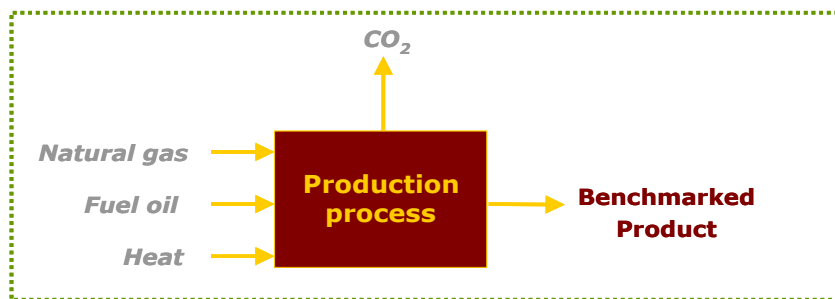 CO₂
Natural gas
Fuel oil
Heat
Production
process
Benchmarked
Product